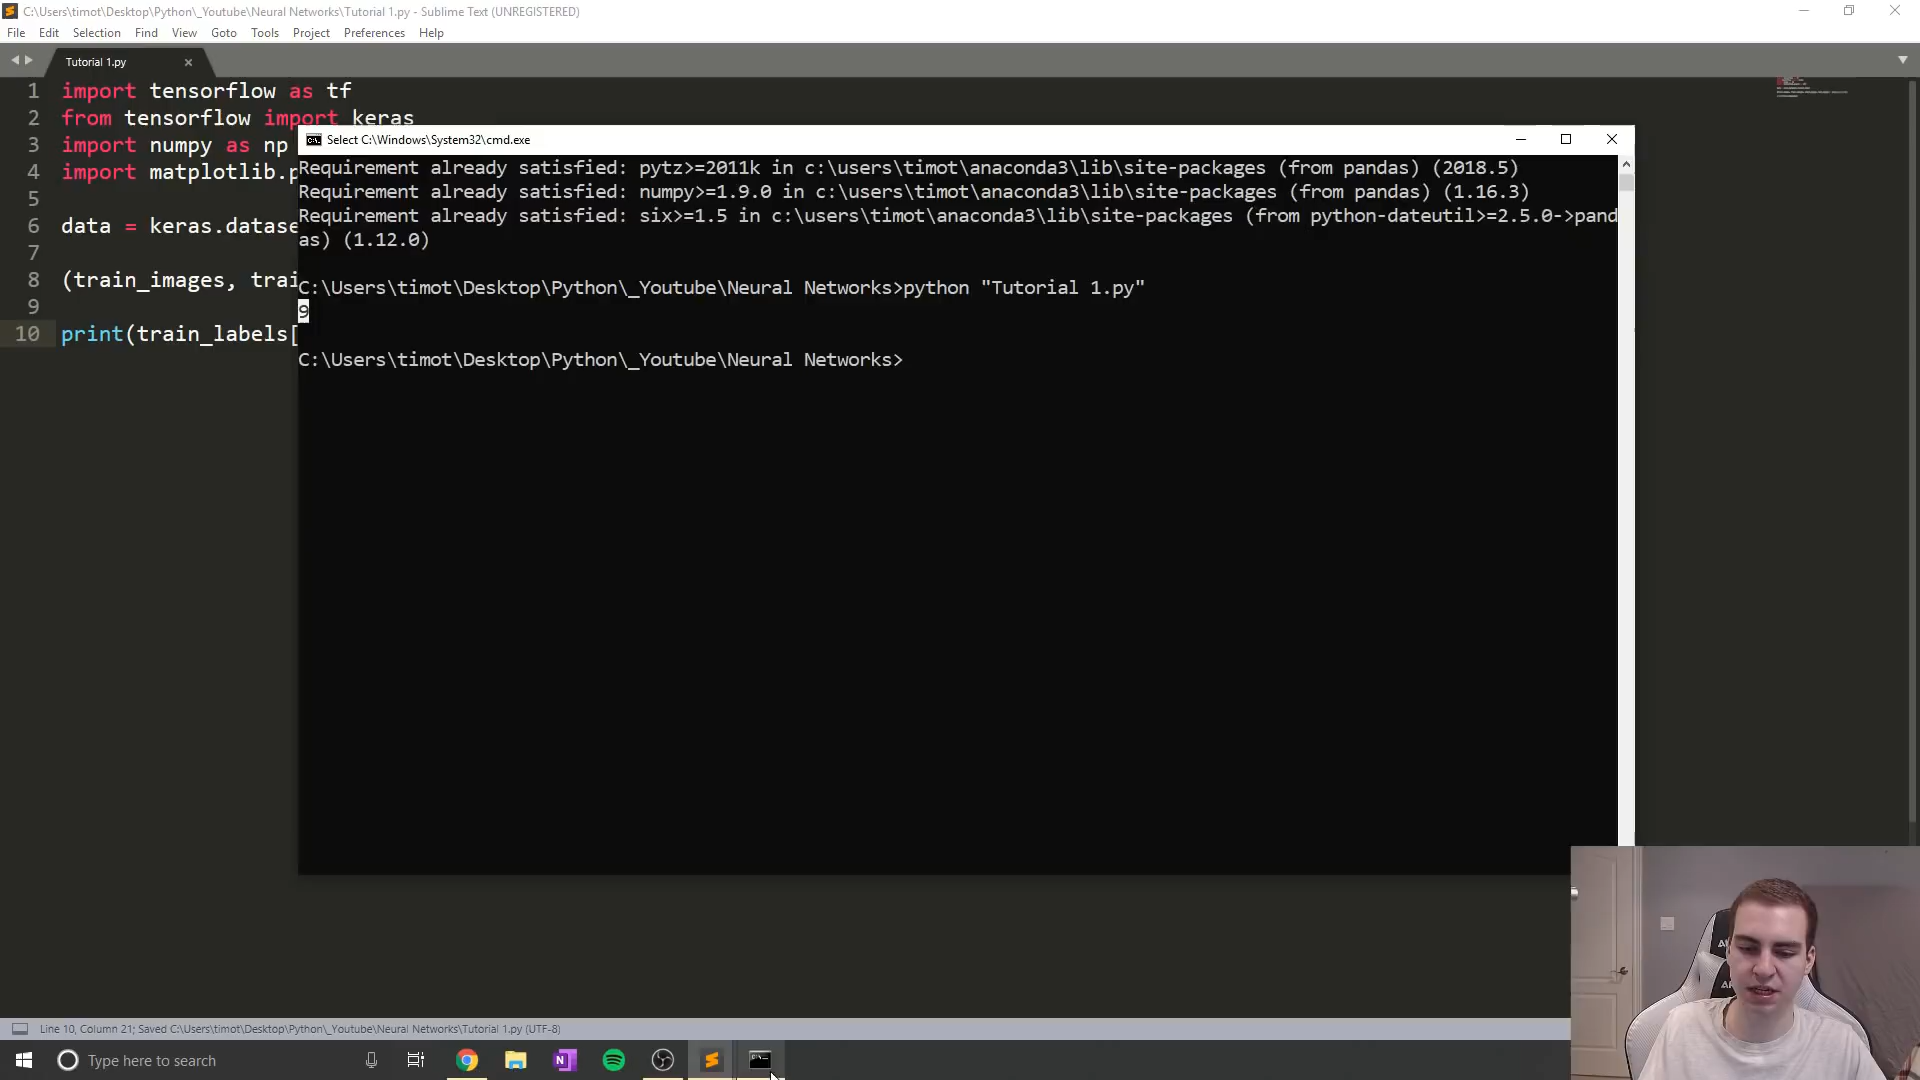 C:\Users\timot\Desktop\Python\_Youtube\Neural Networks\Tutorial 1.py - Sublime Text (UNREGISTERED)
File Edit Selection Find View Goto Tools Project Preferences Help
Tutorial 1.py
1 import tensorflow as tf
2 from tensorflow import keras
3 import numpy as np
4 import matplotlib.p
5
6 data = keras.datase
7
8 (train_images, trai
9
10 print(train_labels[
Select C:\Windows\System32\cmd.exe
Requirement already satisfied: pytz>=2011k in c:\users\timot\anaconda3\lib\site-packages (from pandas) (2018.5)
Requirement already satisfied: numpy>=1.9.0 in c:\users\timot\anaconda3\lib\site-packages (from pandas) (1.16.3)
Requirement already satisfied: six>=1.5 in c:\users\timot\anaconda3\lib\site-packages (from python-dateutil>=2.5.0->pand
as) (1.12.0)
C:\Users\timot\Desktop\Python\_Youtube\Neural Networks>python "Tutorial 1.py"
9
C:\Users\timot\Desktop\Python\_Youtube\Neural Networks>
Line 10, Column 21; Saved C:\Users\timot\Desktop\Python\_Youtube\Neural Networks\Tutorial 1.py (UTF-8)
Type here to search